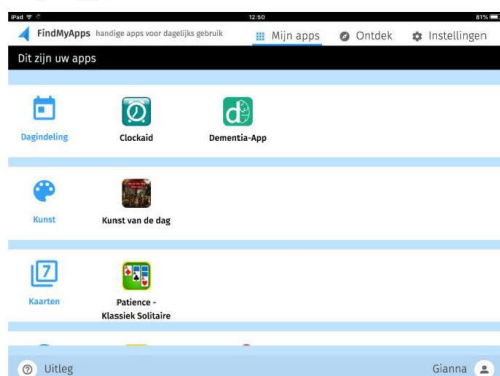 iPad
12:50
81%
FindMyApps handige apps voor dagelijks gebruik
Mijn apps
Ontdek
Instellingen
Dit zijn uw apps
Dagindeling
Clockaid
Dementia-App
Kunst
Kunst van de dag
7
Kaarten
Patience -
Klassiek Solitaire
Uitleg
Gianna